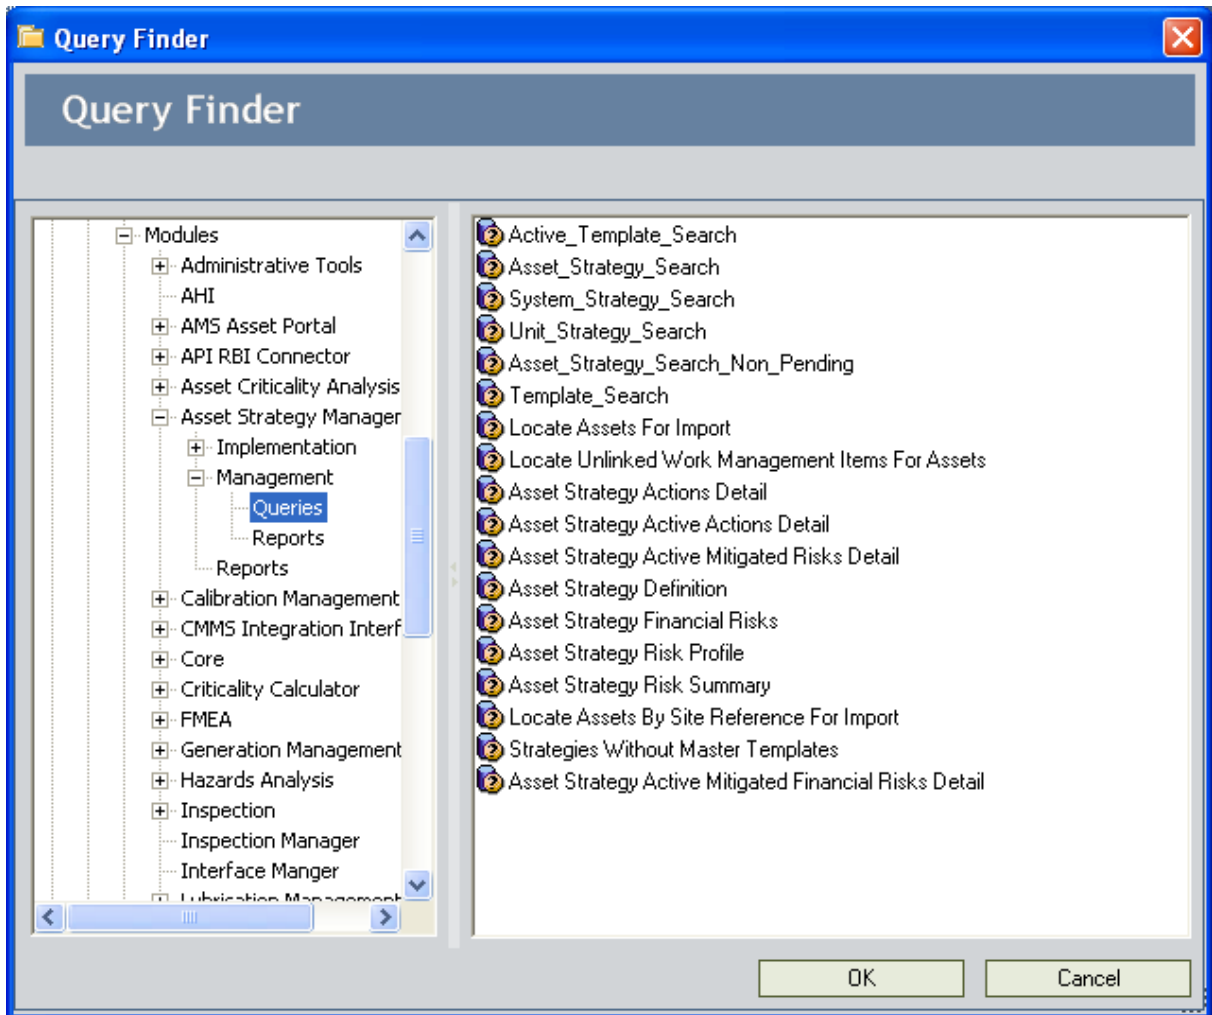 Query Finder
Query Finder
Modules
Administrative Tools
AHI
AMS Asset Portal
API RBI Connector
Asset Criticality Analysis
Asset Strategy Manager
Implementation
Management
Queries
Reports
Reports
Calibration Management
CMMS Integration Interf
Core
Criticality Calculator
FMEA
Generation Management
Hazards Analysis
Inspection
Inspection Manager
Interface Manger
Lubrication Management
Active_Template_Search
Asset_Strategy_Search
System_Strategy_Search
Unit_Strategy_Search
Asset_Strategy_Search_Non_Pending
Template_Search
Locate Assets For Import
Locate Unlinked Work Management Items For Assets
Asset Strategy Actions Detail
Asset Strategy Active Actions Detail
Asset Strategy Active Mitigated Risks Detail
Asset Strategy Definition
Asset Strategy Financial Risks
Asset Strategy Risk Profile
Asset Strategy Risk Summary
Locate Assets By Site Reference For Import
Strategies Without Master Templates
Asset Strategy Active Mitigated Financial Risks Detail
OK
Cancel